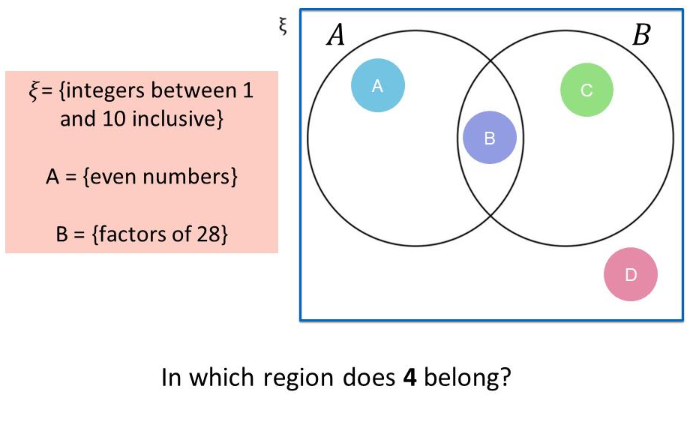 ξ
A
B
ξ= {integers between 1
and 10 inclusive}
A = {even numbers}
B = {factors of 28}
A
B
C
D
In which region does 4 belong?